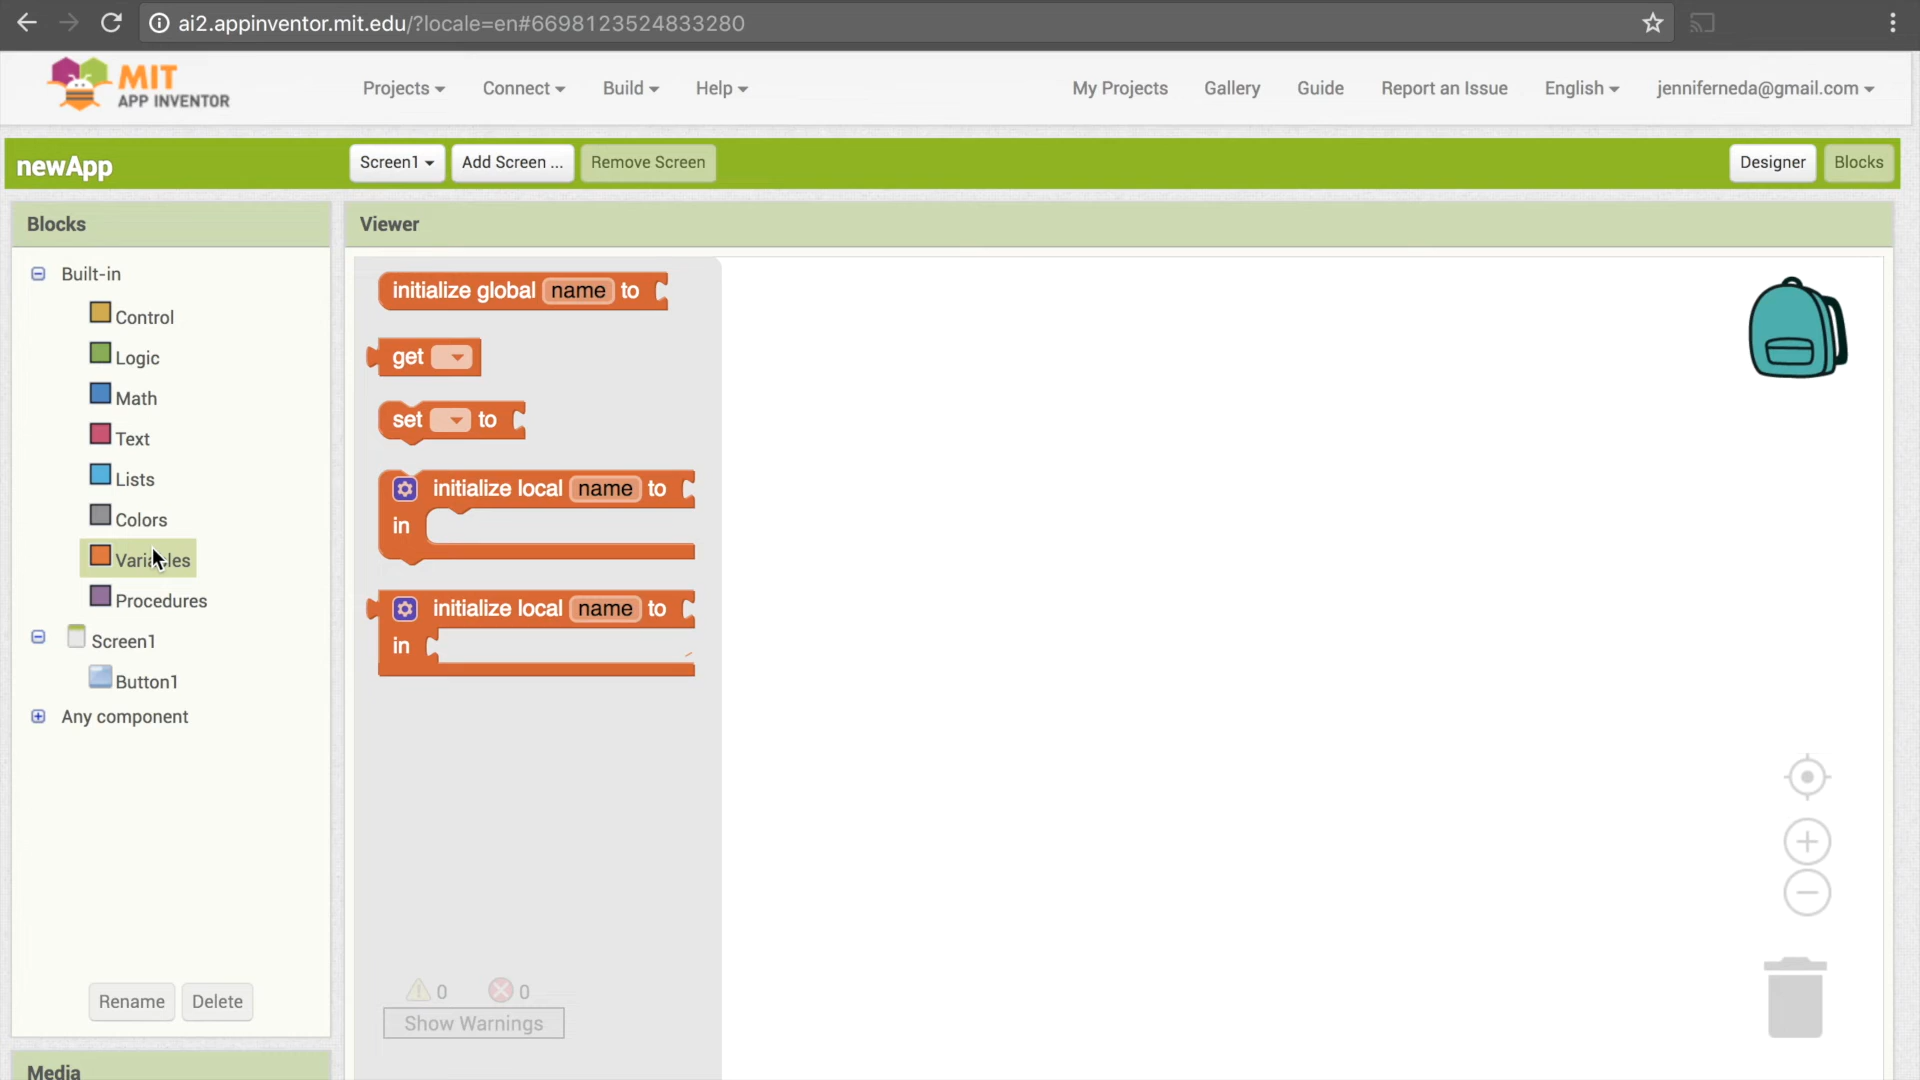 ai2.appinventor.mit.edu/?locale=en#6698123524833280
MIT
APP INVENTOR
Projects Connect Build Help My Projects Gallery Guide Report an Issue English jenniferneda@gmail.com
newApp Screen1 Add Screen ... Remove Screen Designer Blocks
Blocks
Viewer
Built-in
Control
Logic
Math
Text
Lists
Colors
Variables
Procedures
Screen1
Button1
Any component
Rename Delete
Media
initialize global name to
get
set to
initialize local name to
in
initialize local name to
in
0 0
Show Warnings